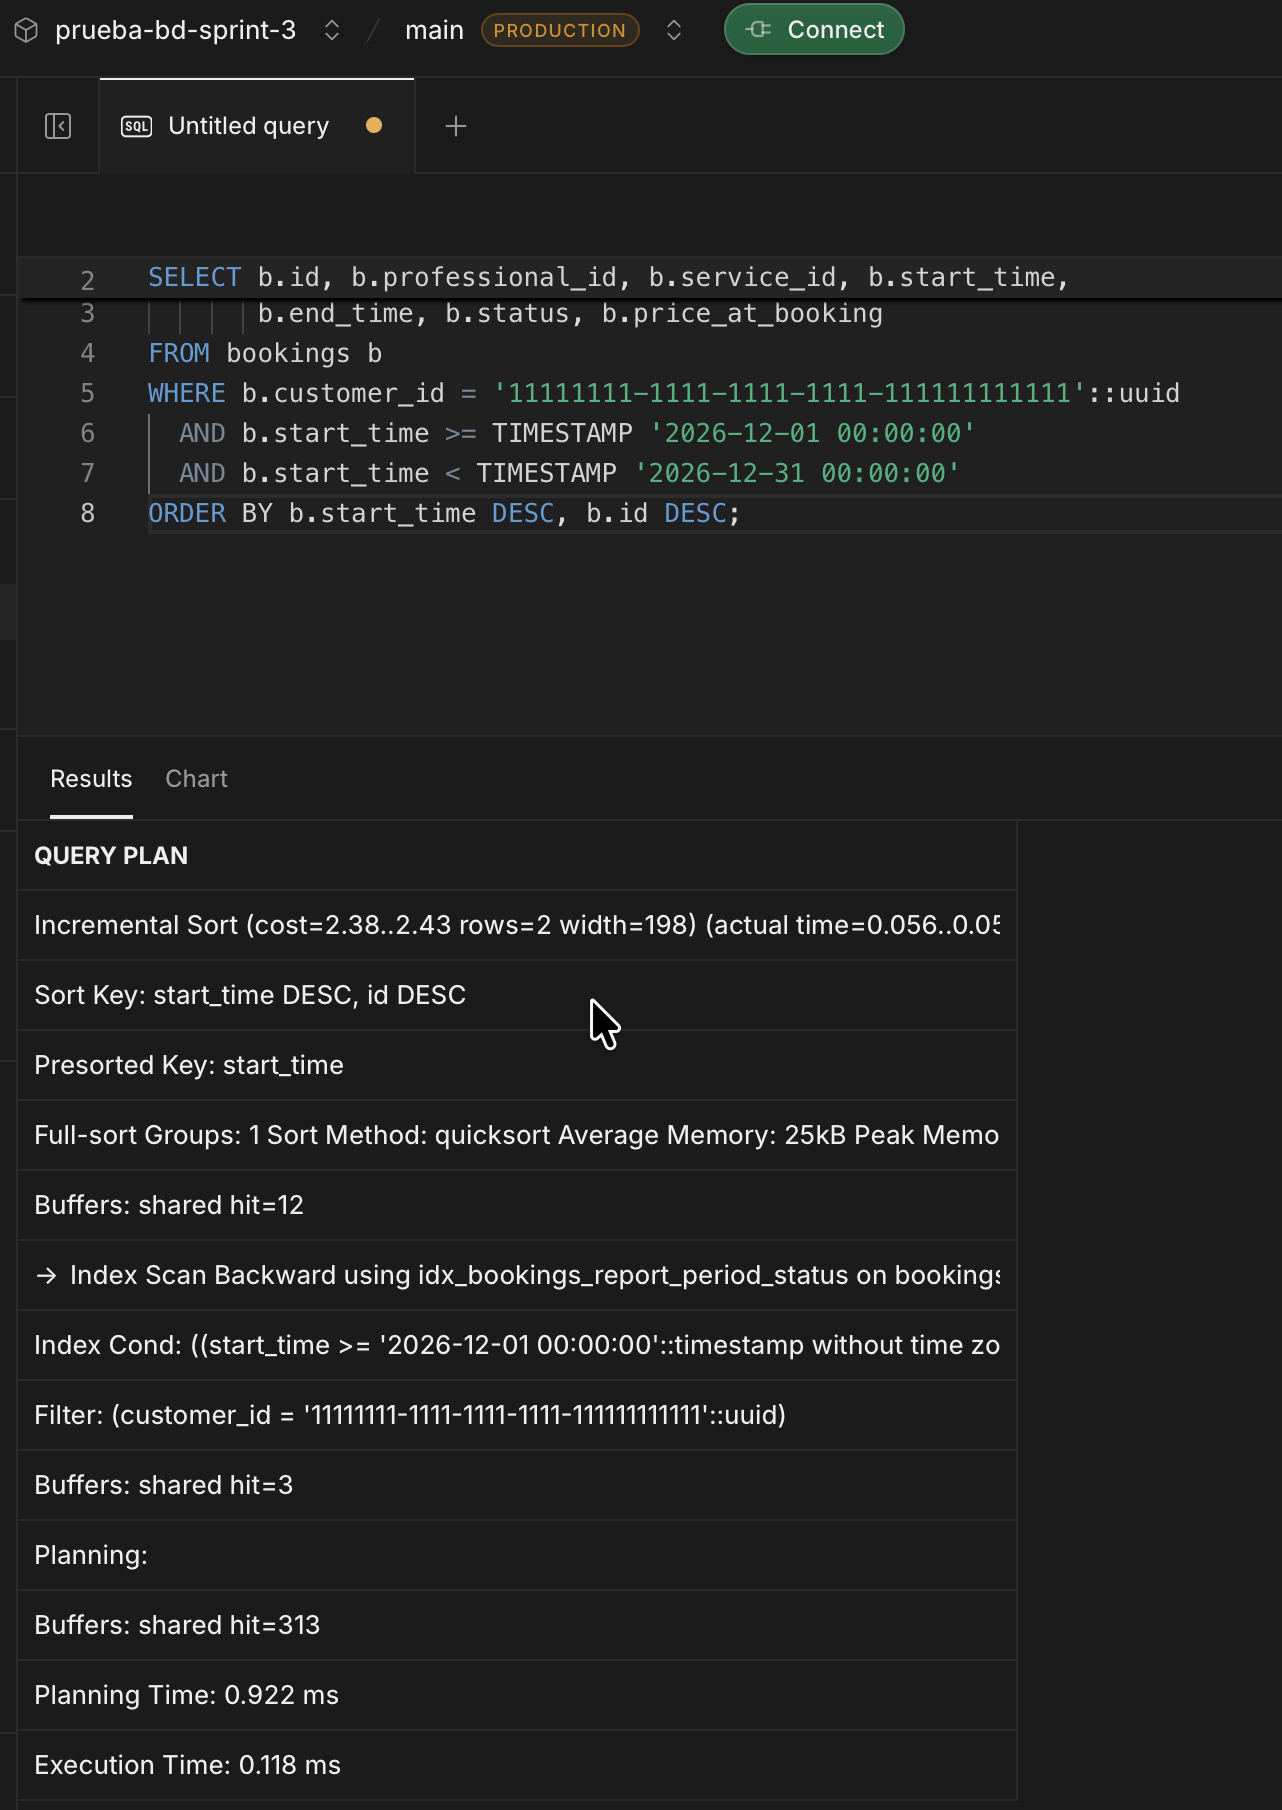 prueba-bd-sprint-3 / main PRODUCTION Connect
SQL Untitled query +
2 SELECT b.id, b.professional_id, b.service_id, b.start_time,
3 b.end_time, b.status, b.price_at_booking
4 FROM bookings b
5 WHERE b.customer_id = '11111111-1111-1111-1111-111111111111'::uuid
6 AND b.start_time >= TIMESTAMP '2026-12-01 00:00:00'
7 AND b.start_time < TIMESTAMP '2026-12-31 00:00:00'
8 ORDER BY b.start_time DESC, b.id DESC;
Results Chart
QUERY PLAN
Incremental Sort (cost=2.38..2.43 rows=2 width=198) (actual time=0.056..0.05
Sort Key: start_time DESC, id DESC
Presorted Key: start_time
Full-sort Groups: 1 Sort Method: quicksort Average Memory: 25kB Peak Memo
Buffers: shared hit=12
→ Index Scan Backward using idx_bookings_report_period_status on bookings
Index Cond: ((start_time >= '2026-12-01 00:00:00'::timestamp without time zo
Filter: (customer_id = '11111111-1111-1111-1111-111111111111'::uuid)
Buffers: shared hit=3
Planning:
Buffers: shared hit=313
Planning Time: 0.922 ms
Execution Time: 0.118 ms